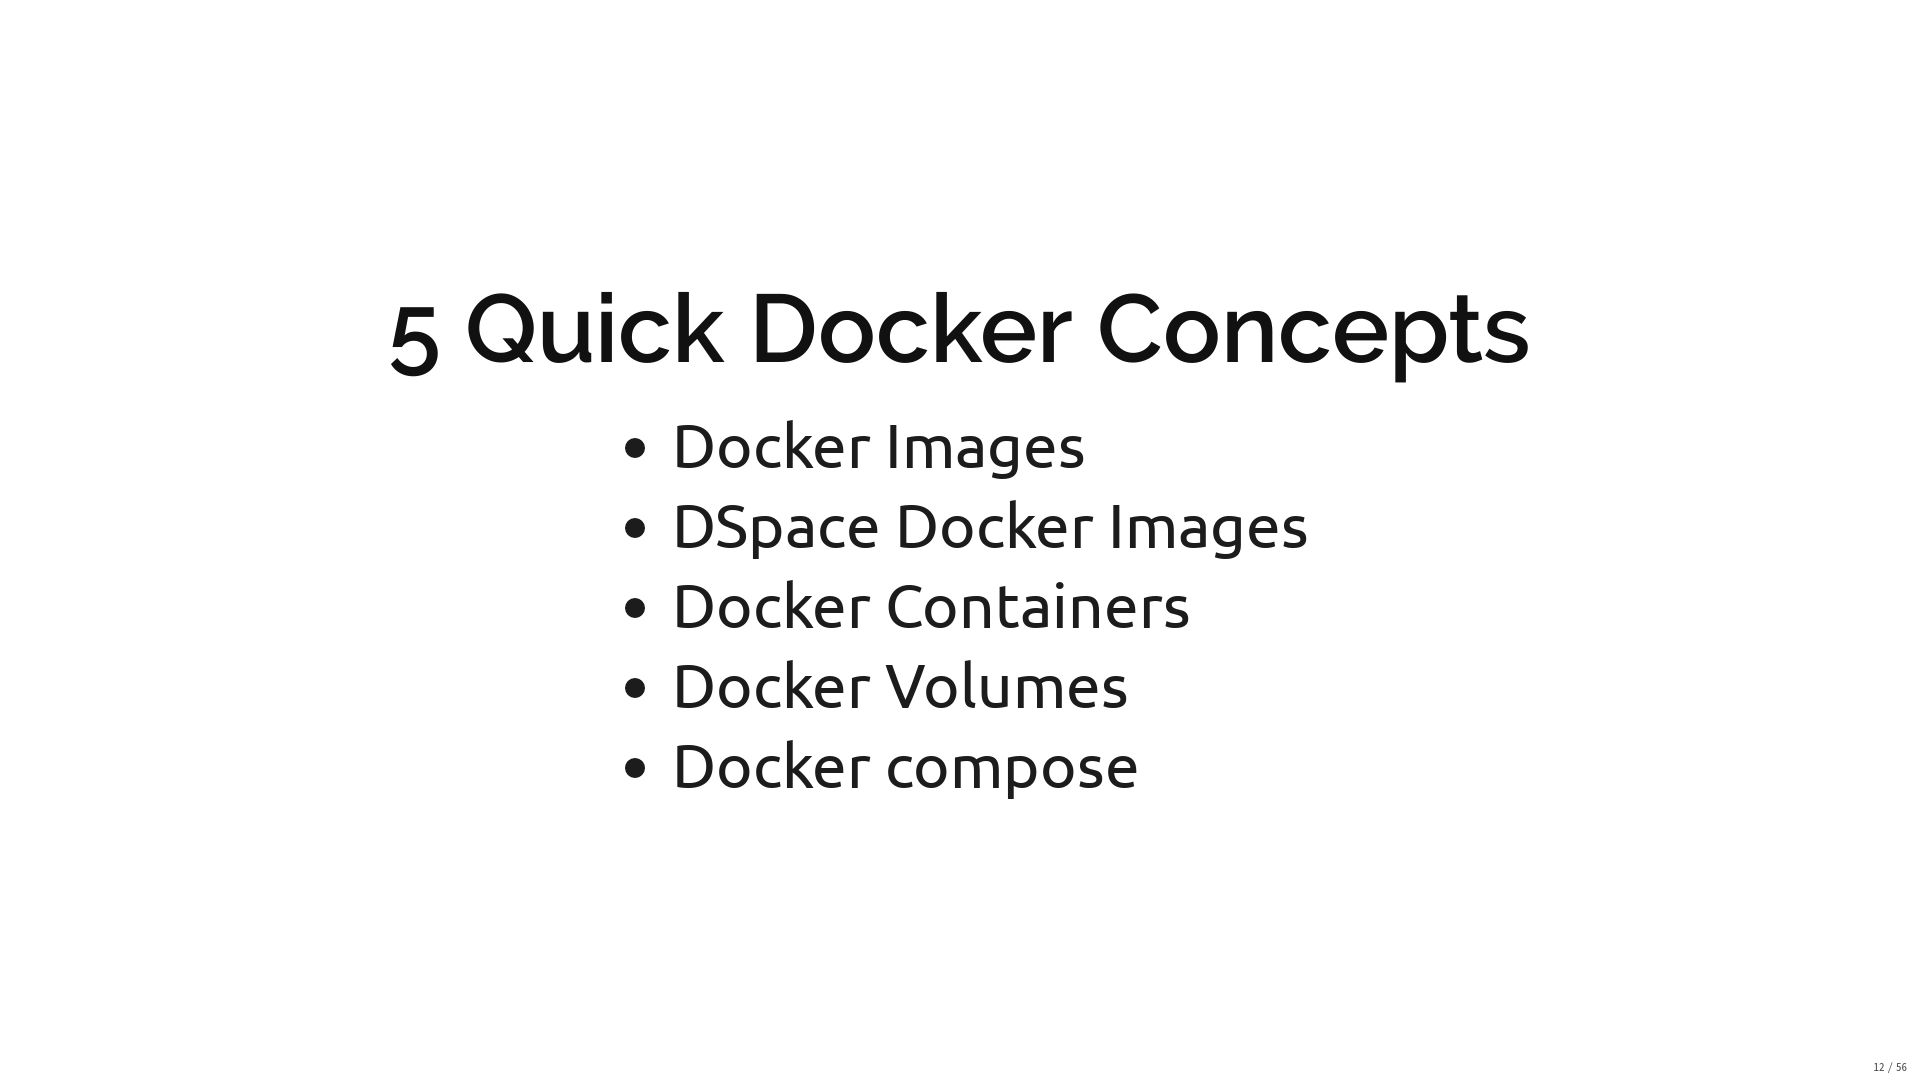 5 Quick Docker Concepts
• Docker Images
• DSpace Docker Images
• Docker Containers
• Docker Volumes
• Docker compose
12 / 56